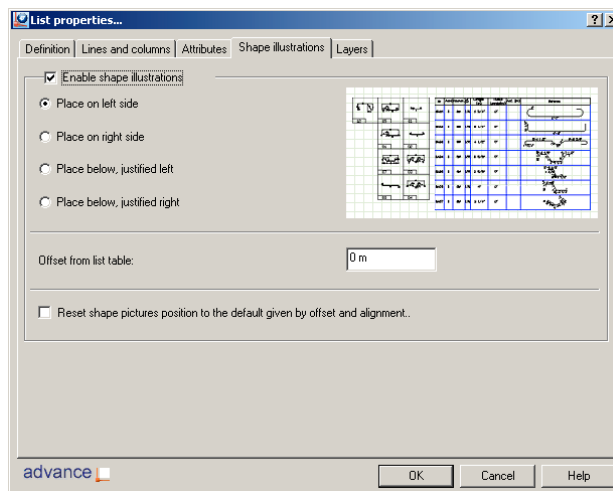 List properties...
Definition
Lines and columns
Attributes
Shape illustrations
Layers
Enable shape illustrations
Place on left side
Place on right side
Place below, justified left
Place below, justified right
Offset from list table:
0 m
Reset shape pictures position to the default given by offset and alignment..
advance
OK
Cancel
Help